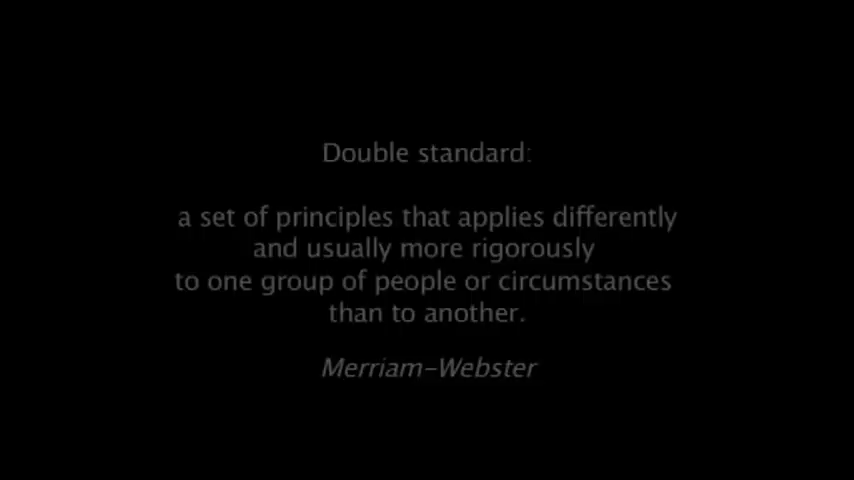 Double standard:
a set of principles that applies differently
and usually more rigorously
to one group of people or circumstances
than to another.
Merriam-Webster